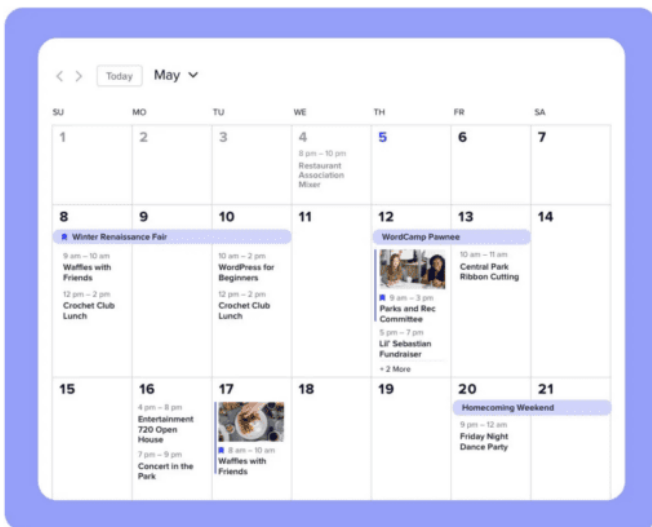 Today May
SU MO TU WE TH FR SA
1 2 3 4 5 6 7
8 pm – 10 pm
Restaurant
Association
Mixer
8 9 10 11 12 13 14
Winter Renaissance Fair
WordCamp Pawnee
9 am – 10 am
Waffles with
Friends
12 pm – 2 pm
Crochet Club
Lunch
10 am – 2 pm
WordPress for
Beginners
12 pm – 2 pm
Crochet Club
Lunch
9 am – 3 pm
Parks and Rec
Committee
5 pm – 7 pm
Lil' Sebastian
Fundraiser
+ 2 More
10 am – 11 am
Central Park
Ribbon Cutting
15 16 17 18 19 20 21
4 pm – 8 pm
Entertainment
720 Open
House
7 pm – 9 pm
Concert in the
Park
8 am – 10 am
Waffles with
Friends
Homecoming Weekend
9 pm – 12 am
Friday Night
Dance Party